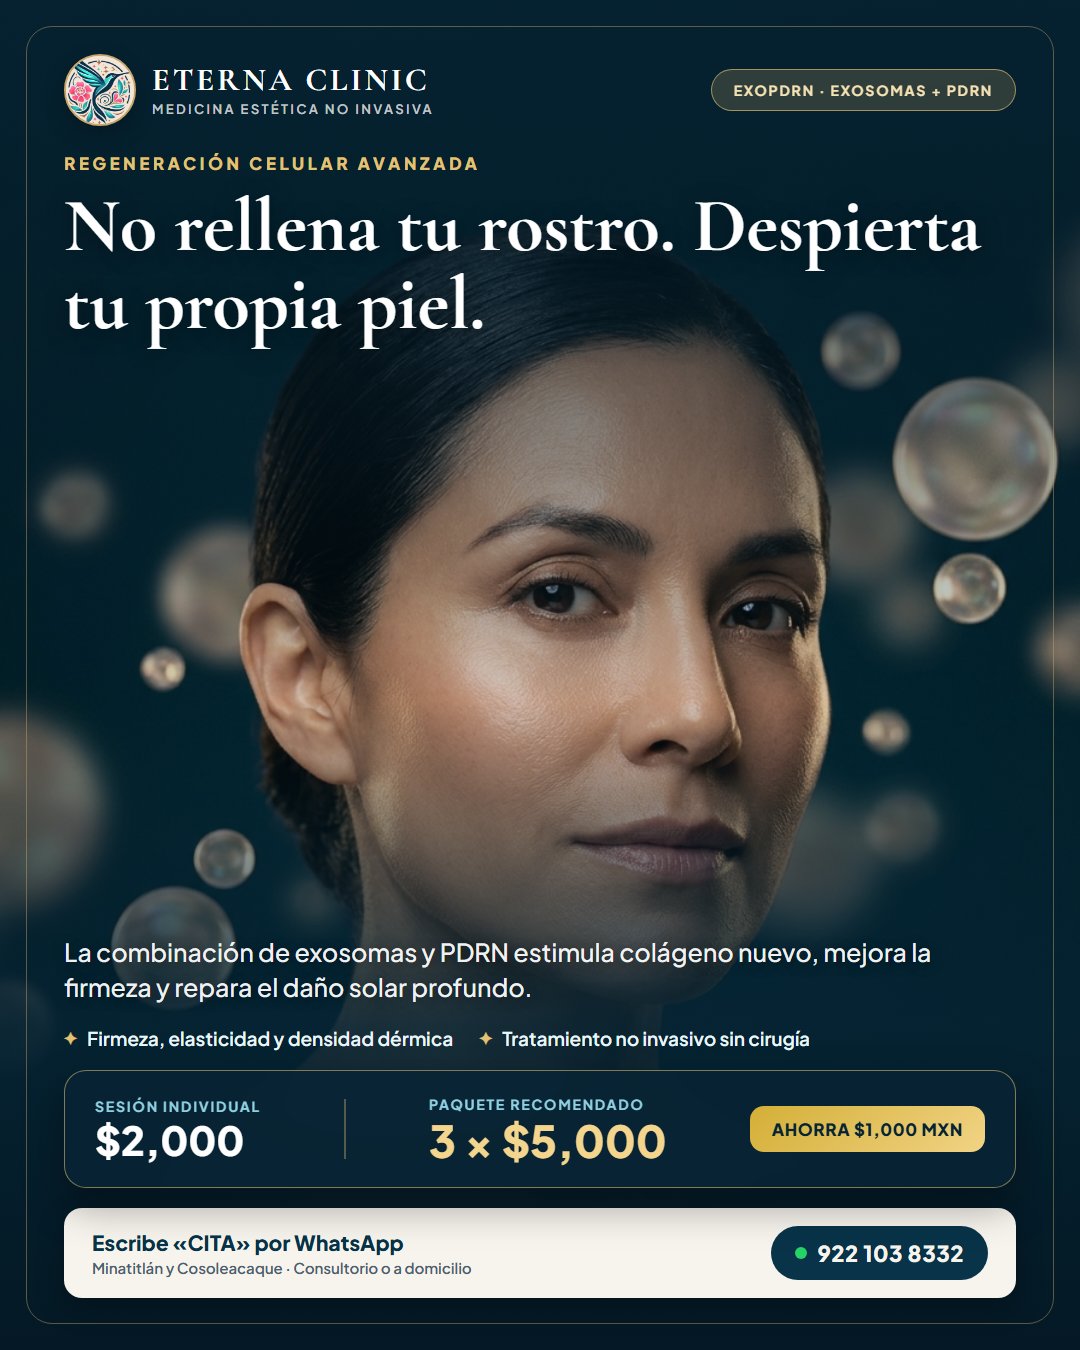 ETERNA CLINIC
MEDICINA ESTÉTICA NO INVASIVA
EXOPDRN · EXOSOMAS + PDRN
REGENERACIÓN CELULAR AVANZADA
No rellena tu rostro. Despierta
tu propia piel.
La combinación de exosomas y PDRN estimula colágeno nuevo, mejora la
firmeza y repara el daño solar profundo.
✦ Firmeza, elasticidad y densidad dérmica ✦ Tratamiento no invasivo sin cirugía
SESIÓN INDIVIDUAL
$2,000
PAQUETE RECOMENDADO
3 × $5,000
AHORRA $1,000 MXN
Escribe «CITA» por WhatsApp
Minatitlán y Cosoleacaque · Consultorio o a domicilio
922 103 8332